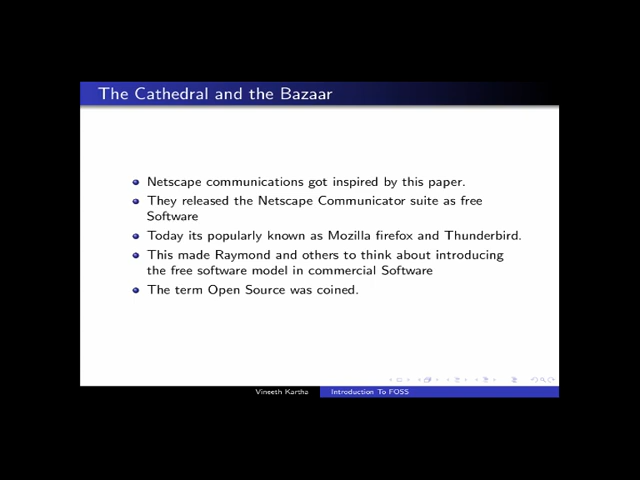 The Cathedral and the Bazaar
Netscape communications got inspired by this paper.
They released the Netscape Communicator suite as free
Software
Today its popularly known as Mozilla firefox and Thunderbird.
This made Raymond and others to think about introducing
the free software model in commercial Software
The term Open Source was coined.
Vineeth Kartha
Introduction To FOSS